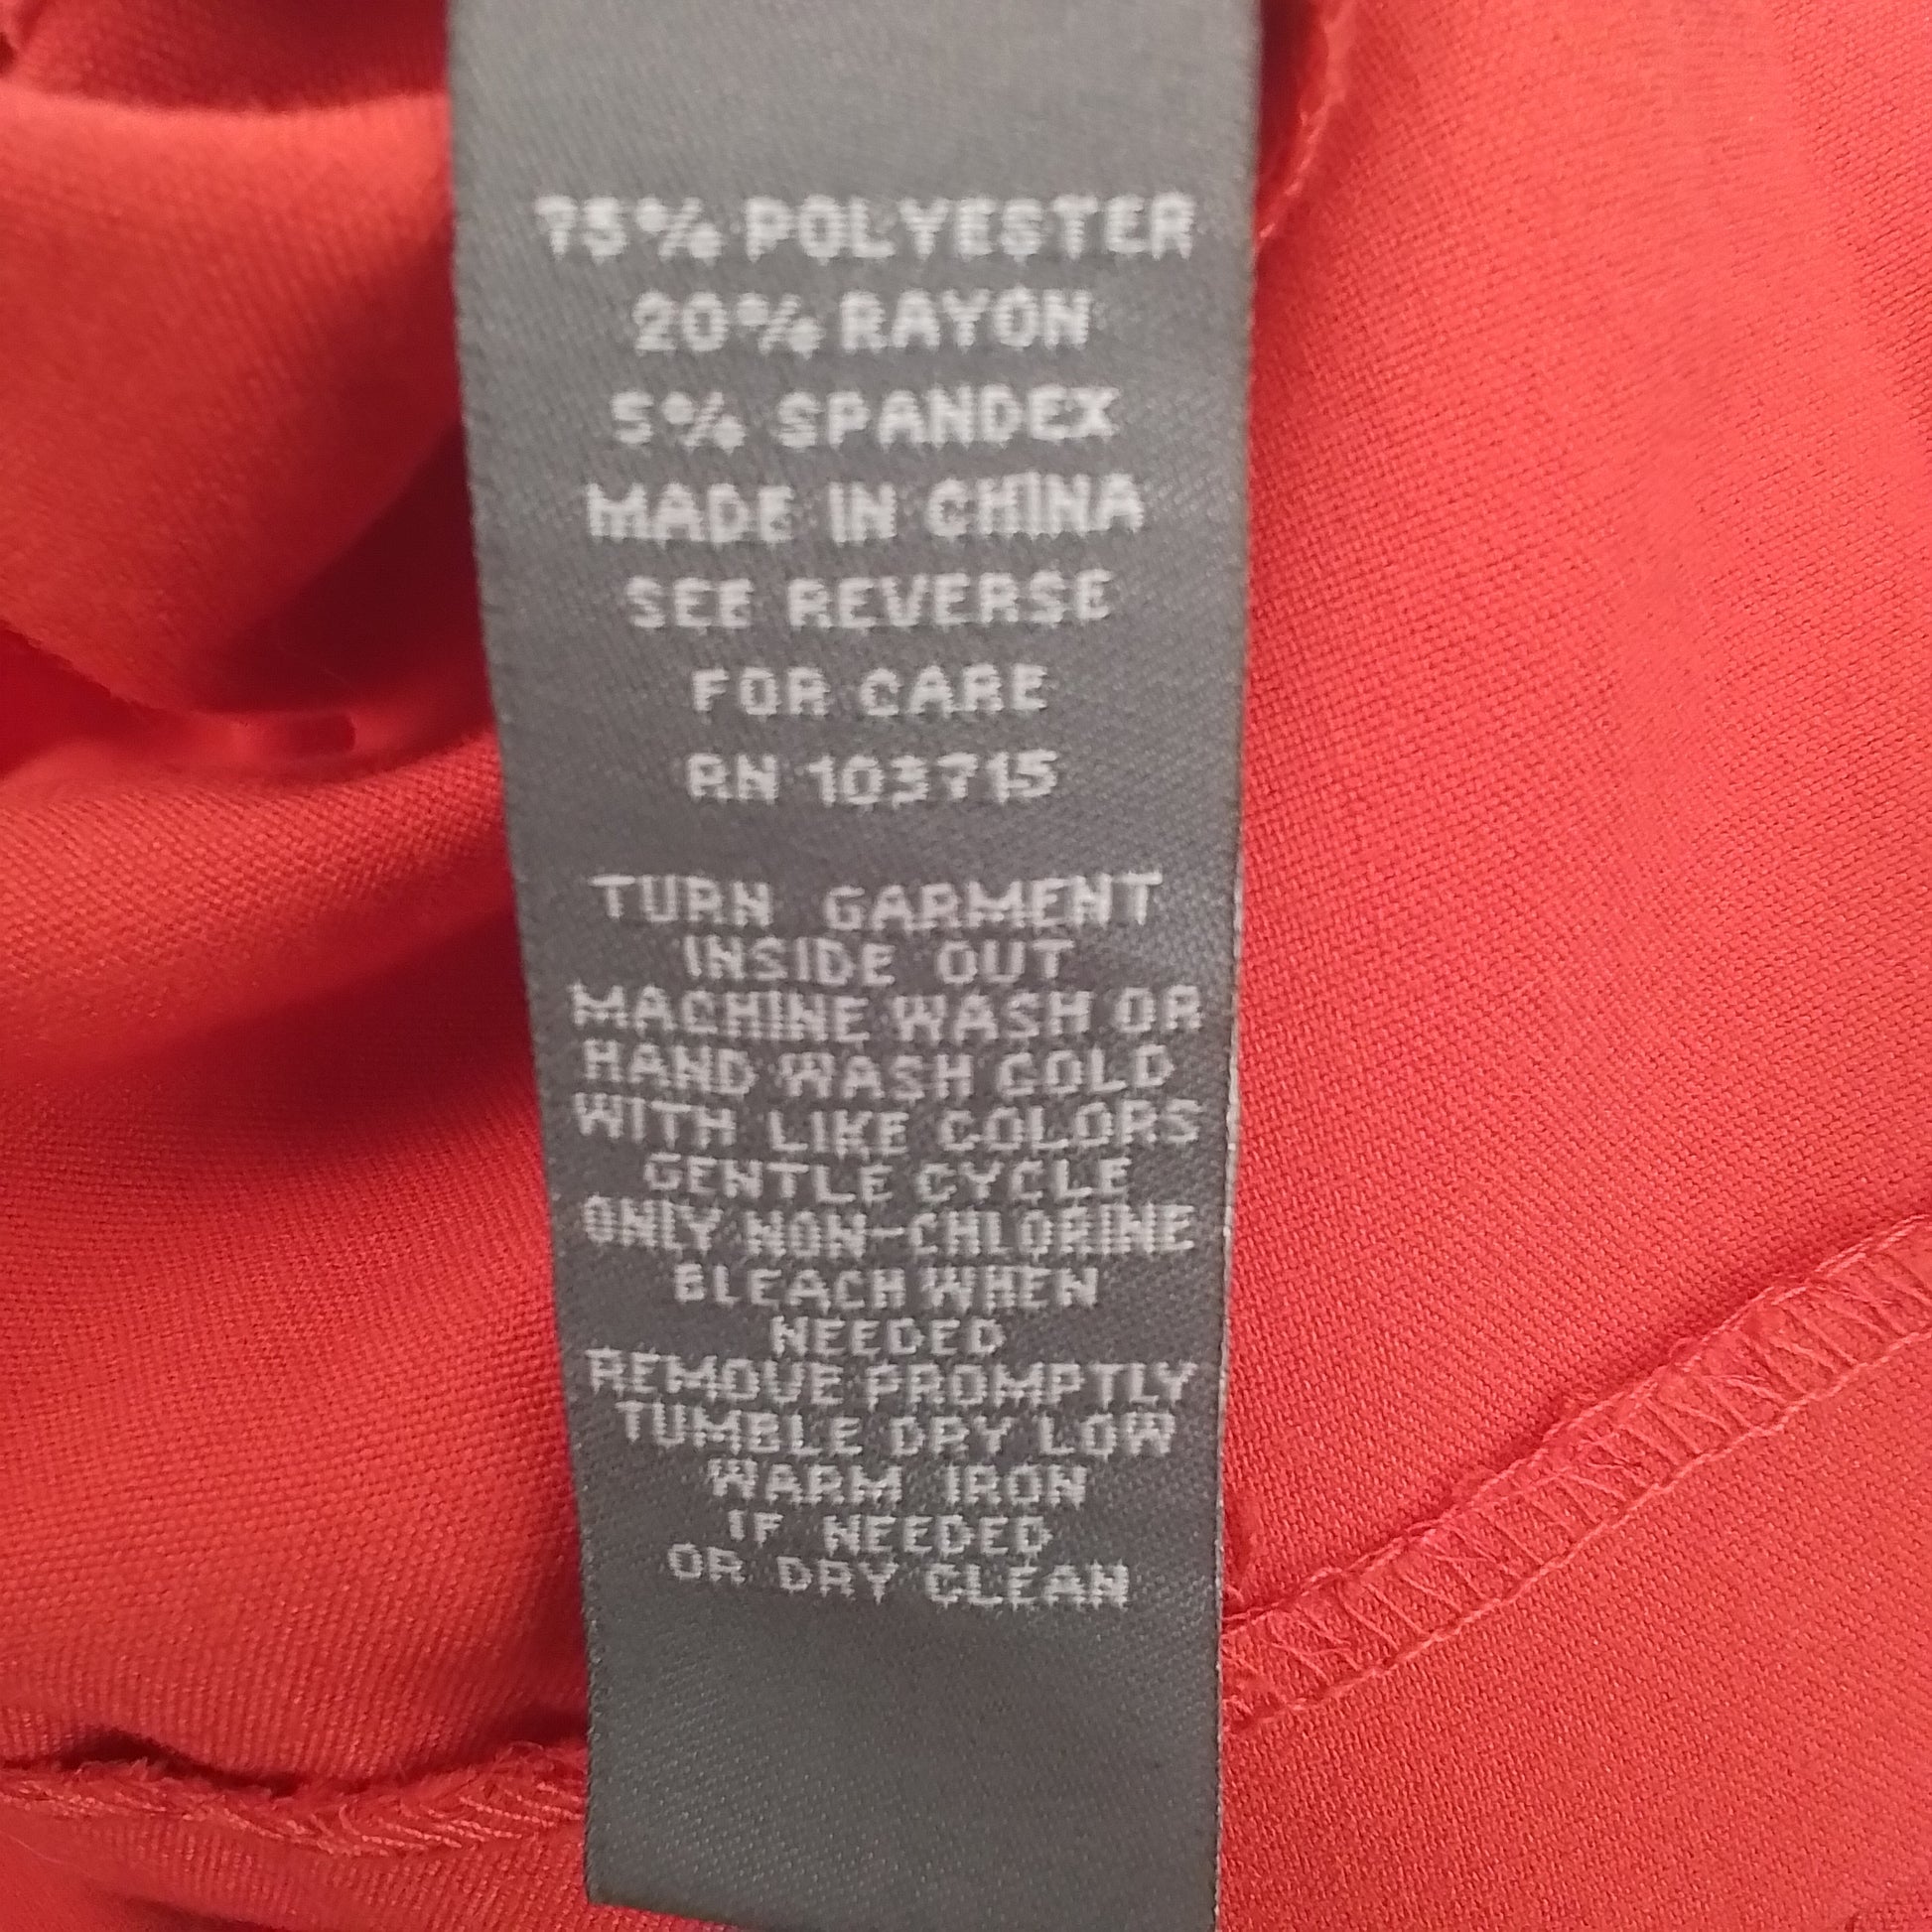 75% POLYESTER
20% RAYON
5% SPANDEX
MADE IN CHINA
SEE REVERSE
FOR CARE
RN 103715
TURN GARMENT
INSIDE OUT
MACHINE WASH OR
HAND WASH COLD
WITH LIKE COLORS
GENTLE CYCLE
ONLY NON-CHLORINE
BLEACH WHEN
NEEDED
REMOVE PROMPTLY
TUMBLE DRY LOW
WARM IRON
IF NEEDED
OR DRY CLEAN